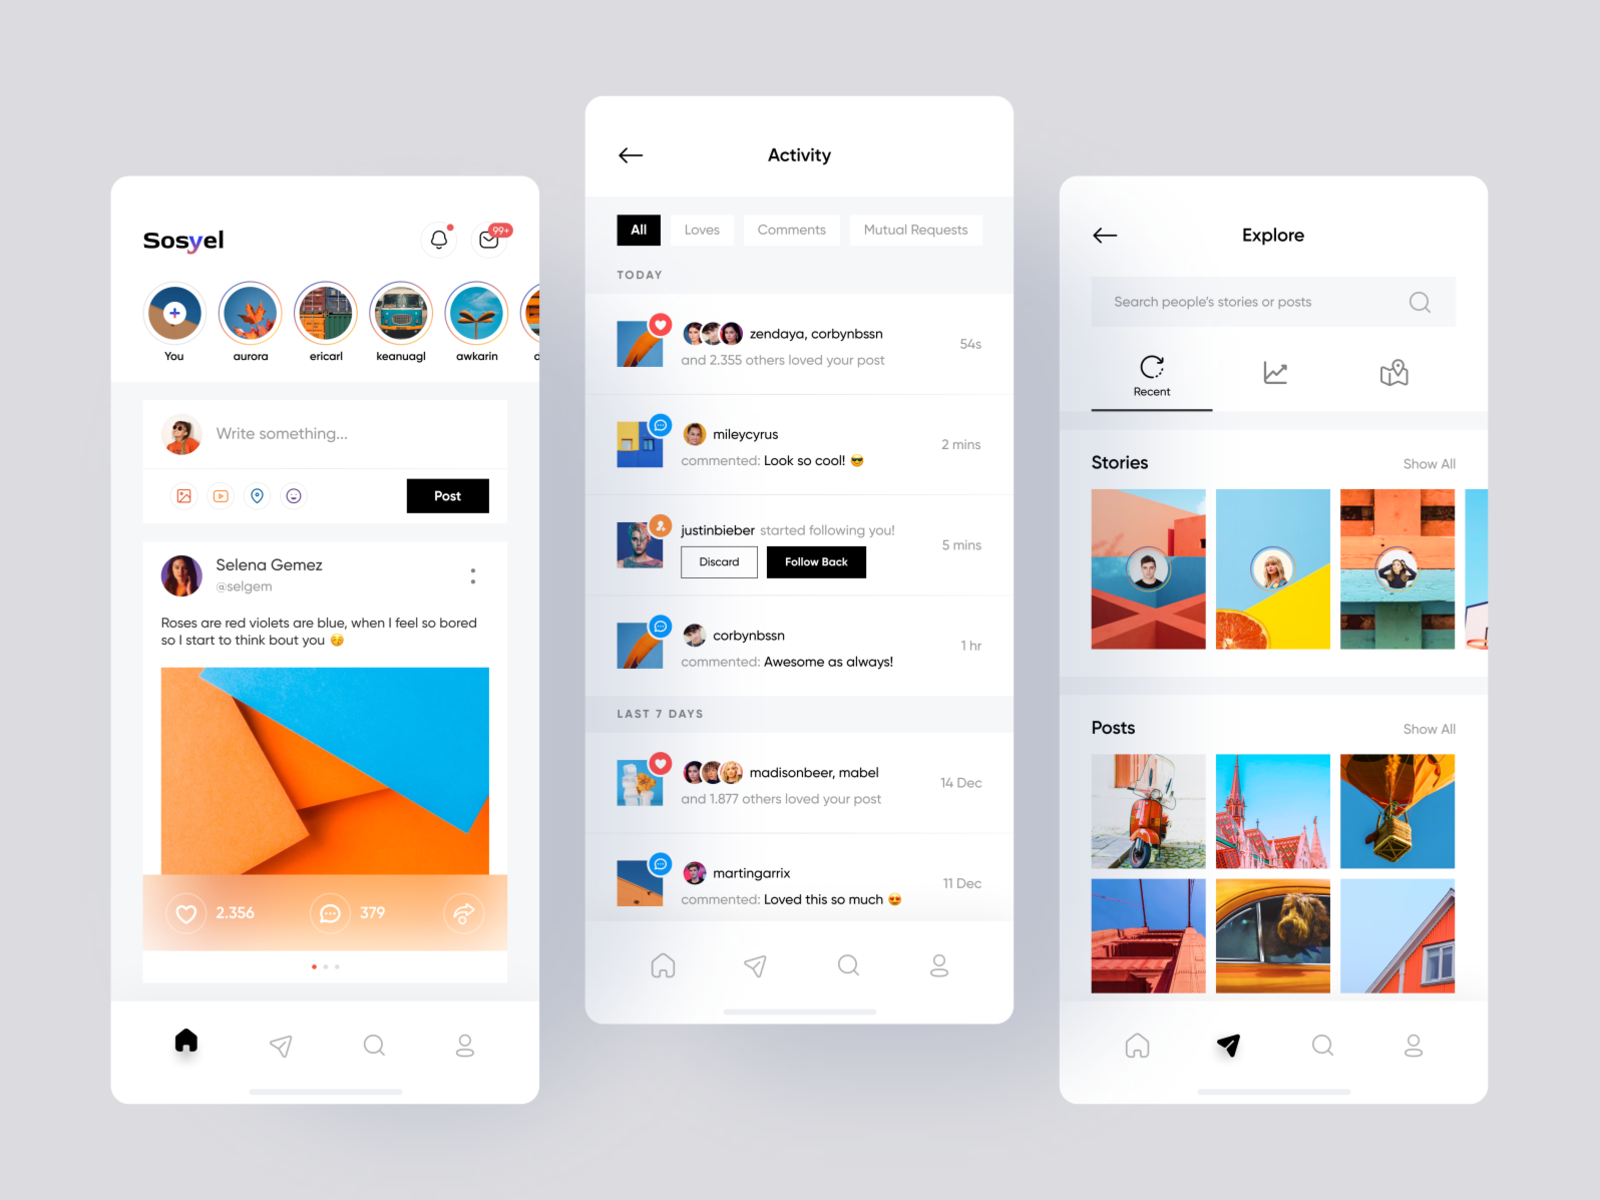 Sosyel
99+
You
aurora
ericarl
keanuagl
awkarin
Write something...
Post
Selena Gemez
@selgem
Roses are red violets are blue, when I feel so bored
so I start to think bout you 😚
2.356
379
Activity
All
Loves
Comments
Mutual Requests
TODAY
zendaya, corbynbssn
and 2.355 others loved your post
54s
mileycyrus
commented: Look so cool! 😎
2 mins
justinbieber started following you!
Discard
Follow Back
5 mins
corbynbssn
commented: Awesome as always!
1 hr
LAST 7 DAYS
madisonbeer, mabel
and 1.877 others loved your post
14 Dec
martingarrix
commented: Loved this so much 😍
11 Dec
Explore
Search people's stories or posts
Recent
Stories
Show All
Posts
Show All